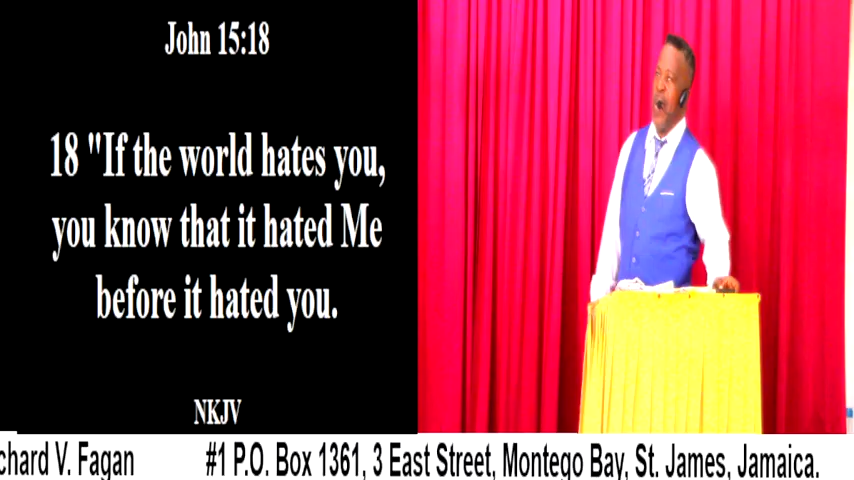 John 15:18
18 "If the world hates you,
you know that it hated Me
before it hated you.
NKJV
chard V. Fagan #1 P.O. Box 1361, 3 East Street, Montego Bay, St. James, Jamaica.